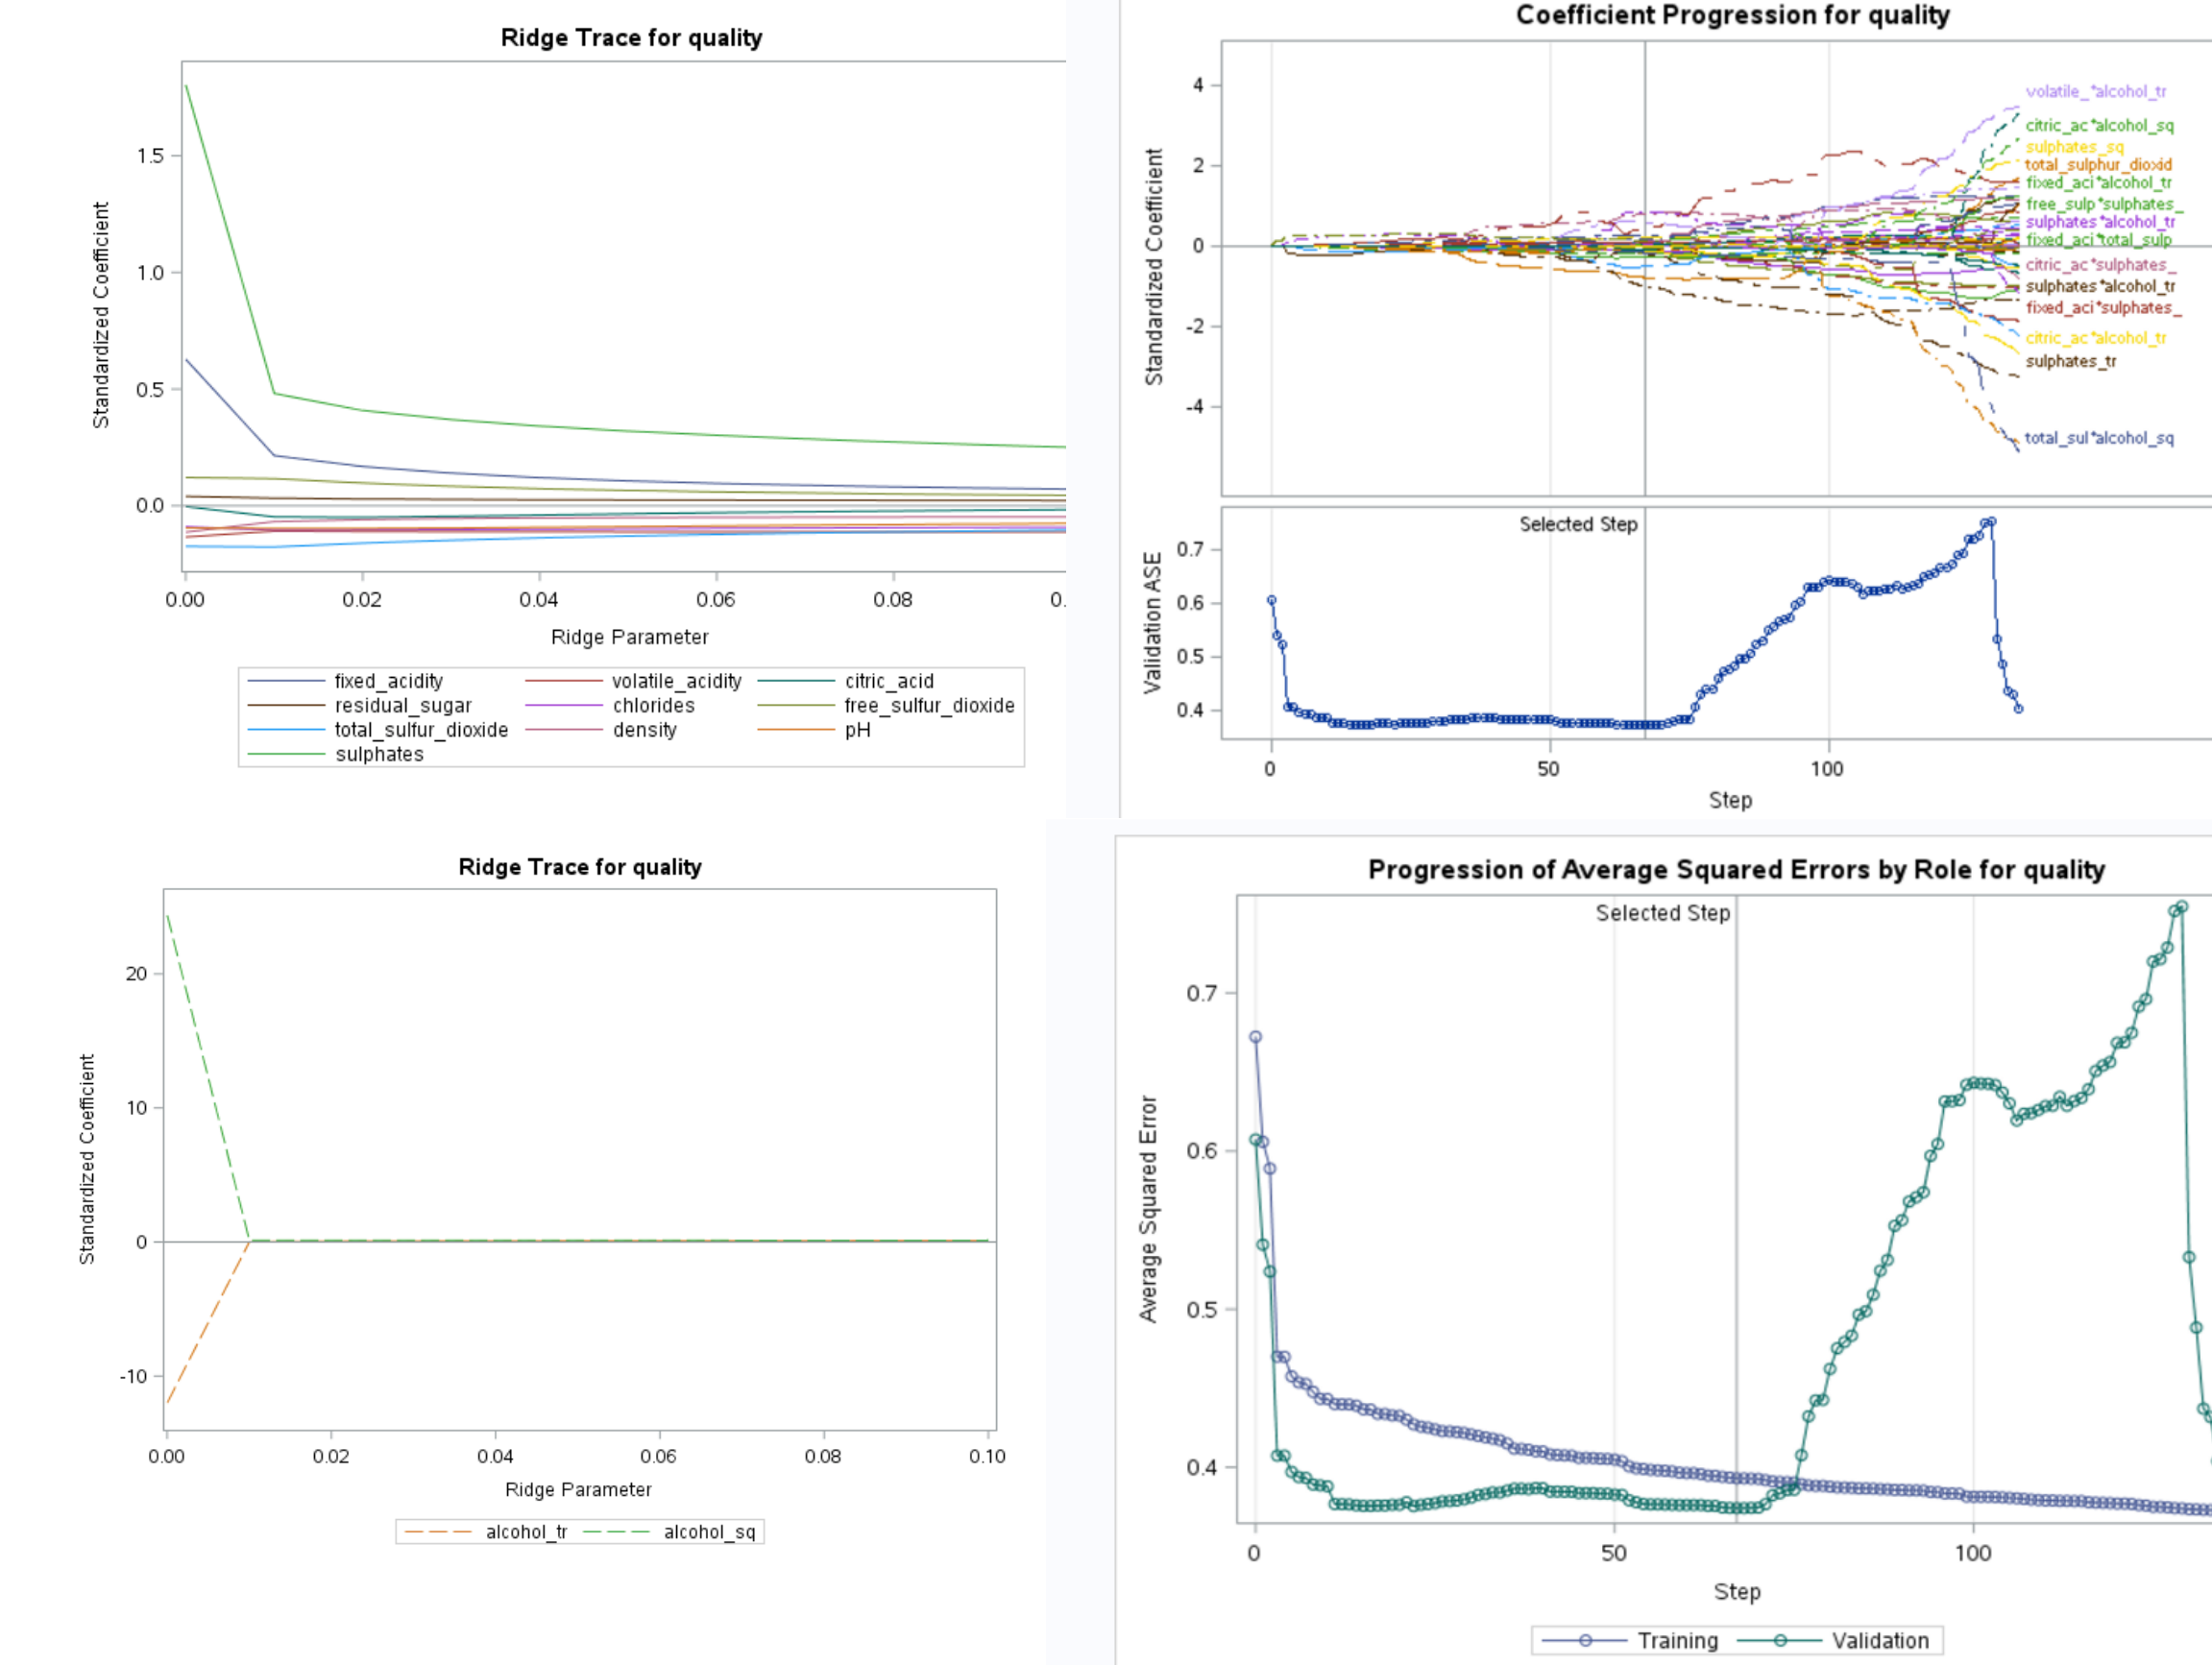 Ridge Trace for quality
Standardized Coefficient
1.5
1.0
0.5
0.0
0.00 0.02 0.04 0.06 0.08 0.
Ridge Parameter
fixed_acidity volatile_acidity citric_acid
residual_sugar chlorides free_sulfur_dioxide
total_sulfur_dioxide density pH
sulphates
Coefficient Progression for quality
Standardized Coefficient
4
2
0
-2
-4
volatile_*alcohol_tr
citric_ac*alcohol_sq
sulphates_sq
total_sulphur_dioxid
fixed_aci*alcohol_tr
free_sulp*sulphates_
sulphates*alcohol_tr
fixed_aci*total_sulp
citric_ac*sulphates_
sulphates*alcohol_tr
fixed_aci*sulphates_
citric_ac*alcohol_tr
sulphates_tr
total_sul*alcohol_sq
Selected Step
Validation ASE
0.7
0.6
0.5
0.4
0 50 100
Step
Ridge Trace for quality
Standardized Coefficient
20
10
0
-10
0.00 0.02 0.04 0.06 0.08 0.10
Ridge Parameter
alcohol_tr alcohol_sq
Progression of Average Squared Errors by Role for quality
Selected Step
Average Squared Error
0.7
0.6
0.5
0.4
0 50 100
Step
Training Validation